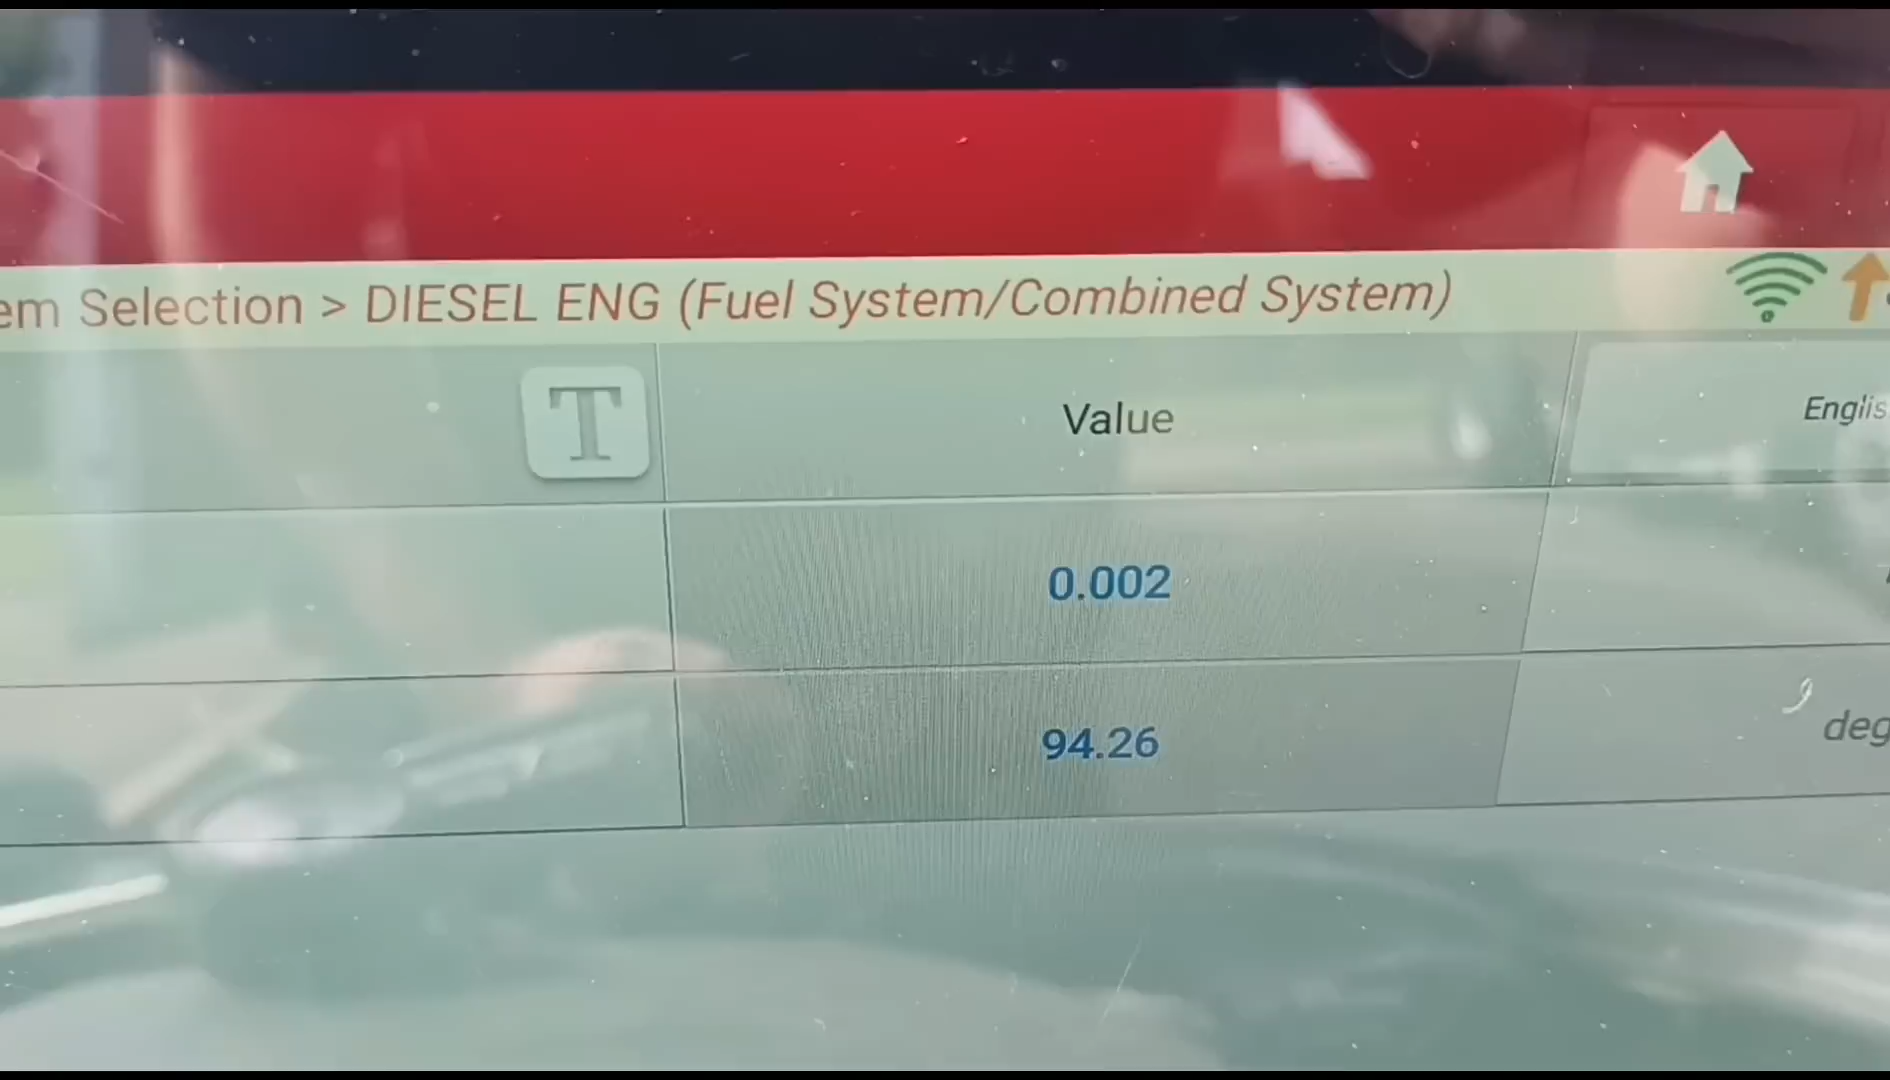 em Selection > DIESEL ENG (Fuel System/Combined System)
T
Value
Englis
0.002
94.26
deg